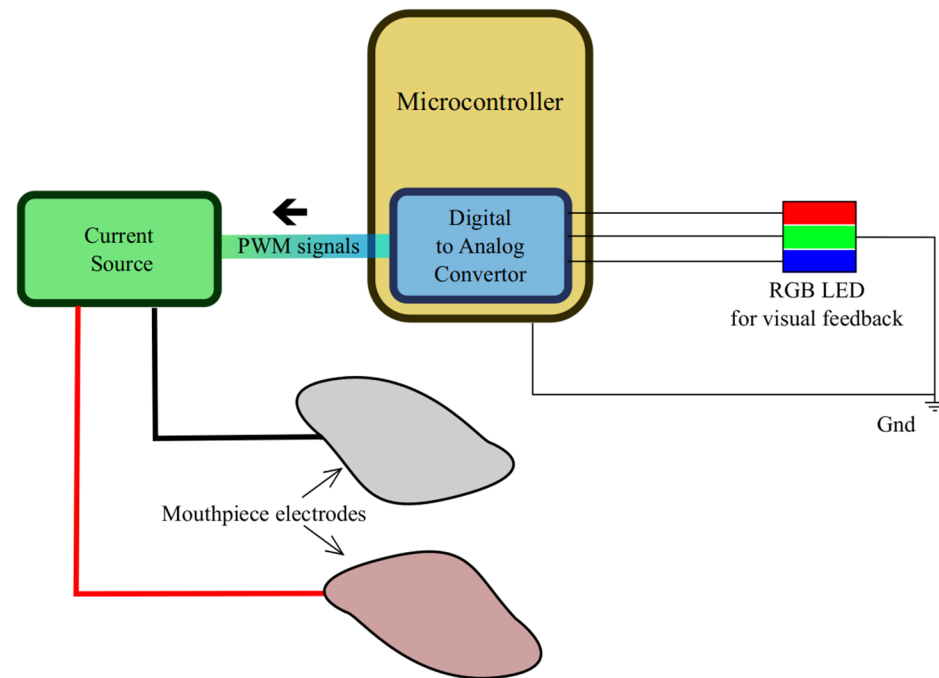 Microcontroller
Current
Source
PWM signals
Digital
to Analog
Convertor
RGB LED
for visual feedback
Gnd
Mouthpiece electrodes